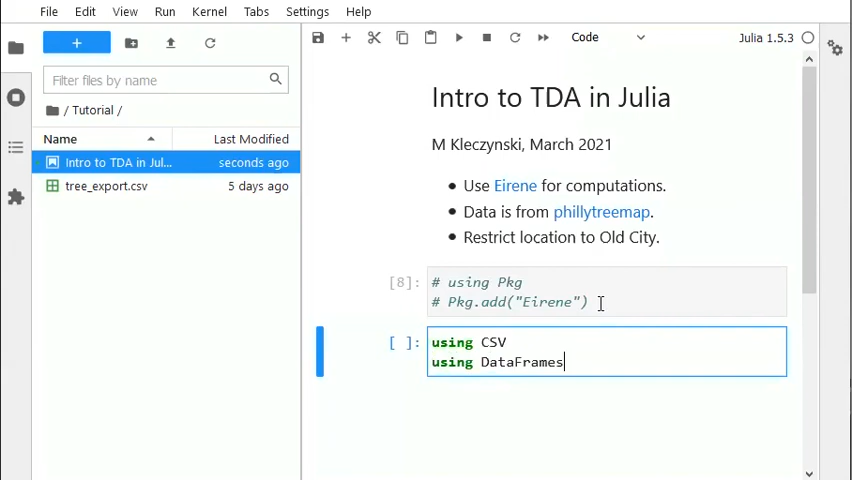 File Edit View Run Kernel Tabs Settings Help
+
Filter files by name
/ Tutorial /
Name Last Modified
Intro to TDA in Jul... seconds ago
tree_export.csv 5 days ago
Code Julia 1.5.3
Intro to TDA in Julia
M Kleczynski, March 2021
• Use Eirene for computations.
• Data is from phillytreemap.
• Restrict location to Old City.
[8]: # using Pkg
# Pkg.add("Eirene")
[ ]: using CSV
using DataFrames